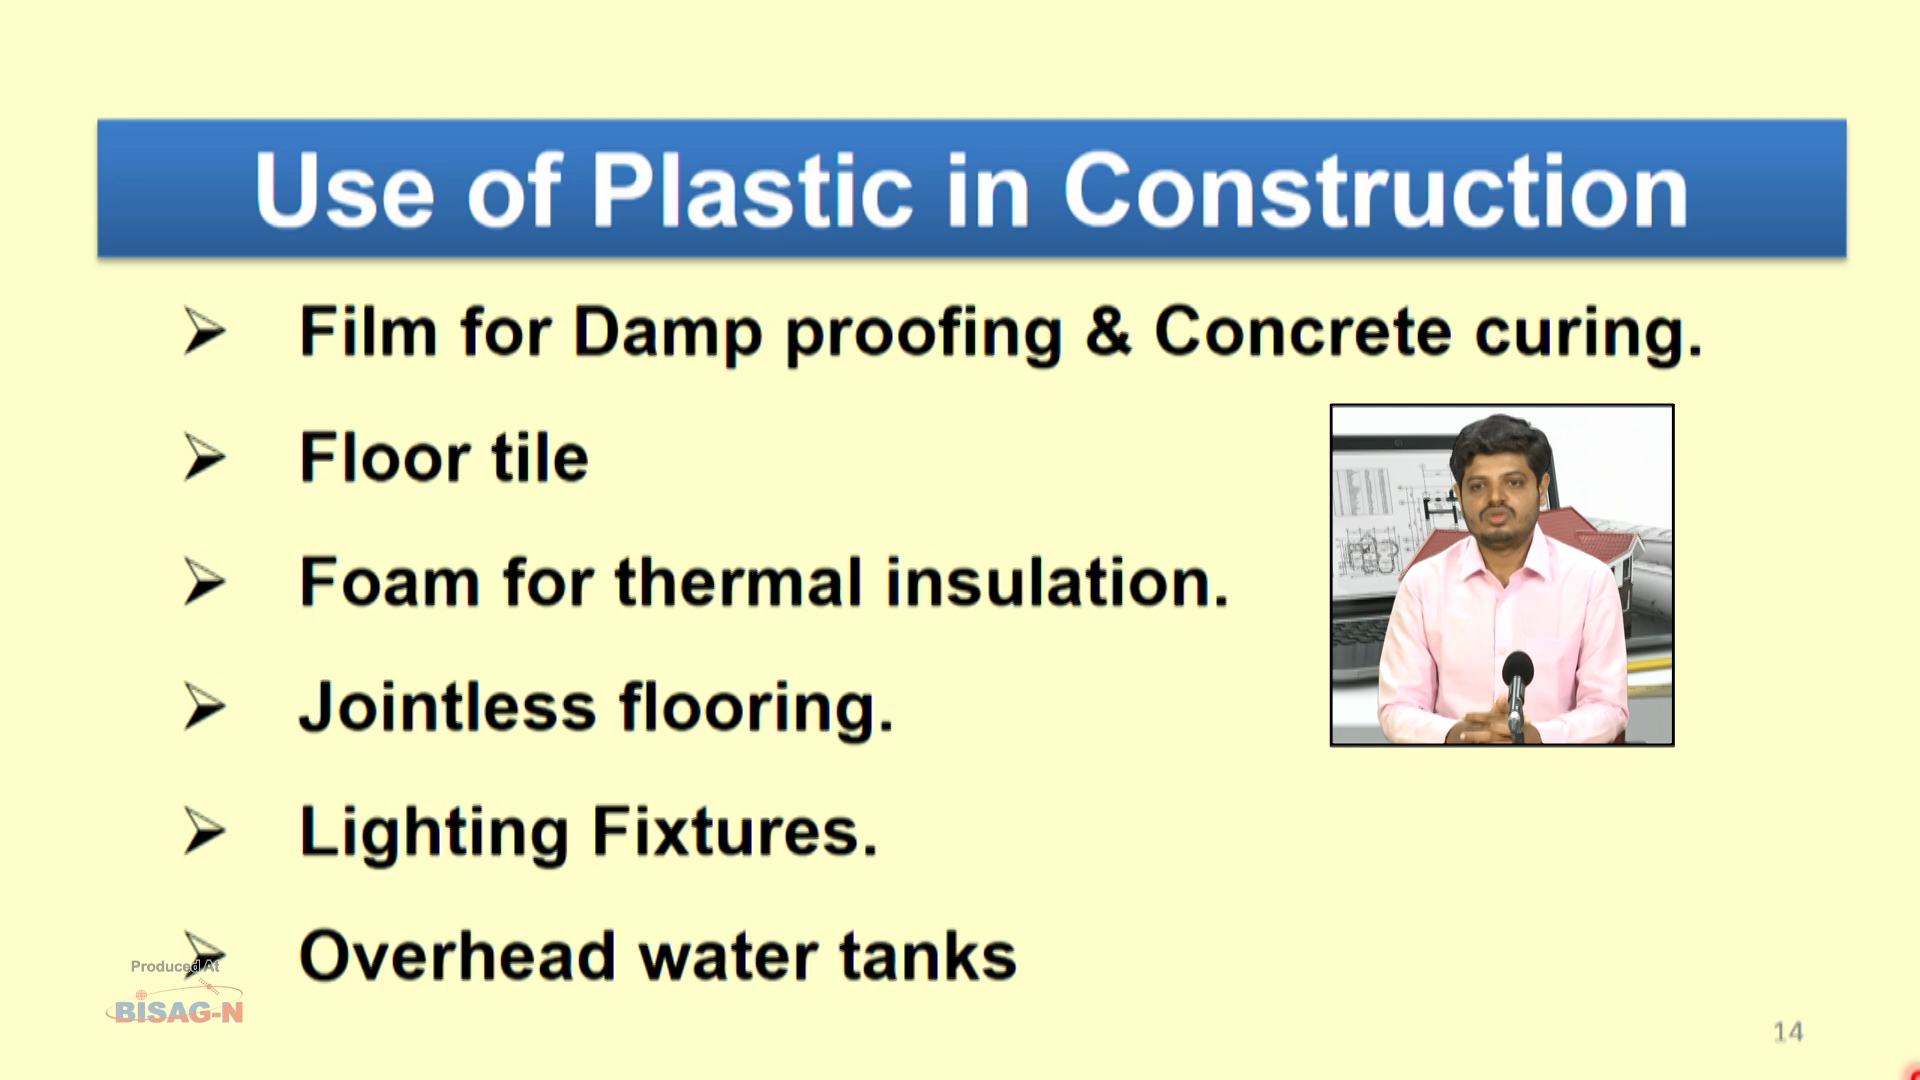 Use of Plastic in Construction
Film for Damp proofing & Concrete curing.
Floor tile
Foam for thermal insulation.
Jointless flooring.
Lighting Fixtures.
Overhead water tanks
Produced At
BISAG-N
14